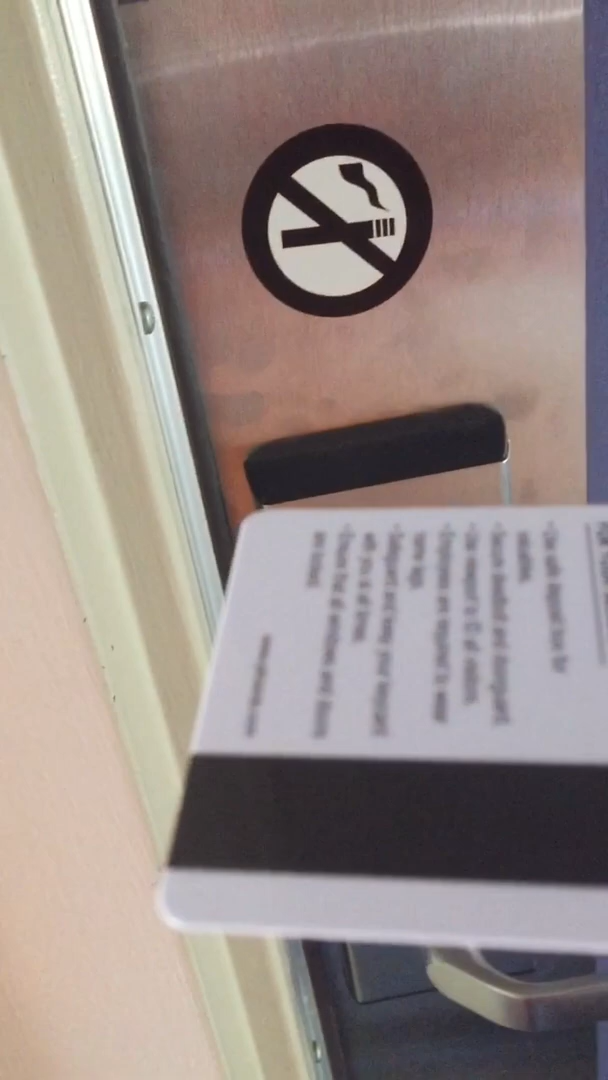 • Use safe deposit box for
valuables.
• Secure deadbolt and doorguard.
• Use viewport to ID all visitors.
• Employees are required to wear
name tags.
• Safeguard and keep your keycard
with you at all times.
• Ensure that all windows and doors
are locked.